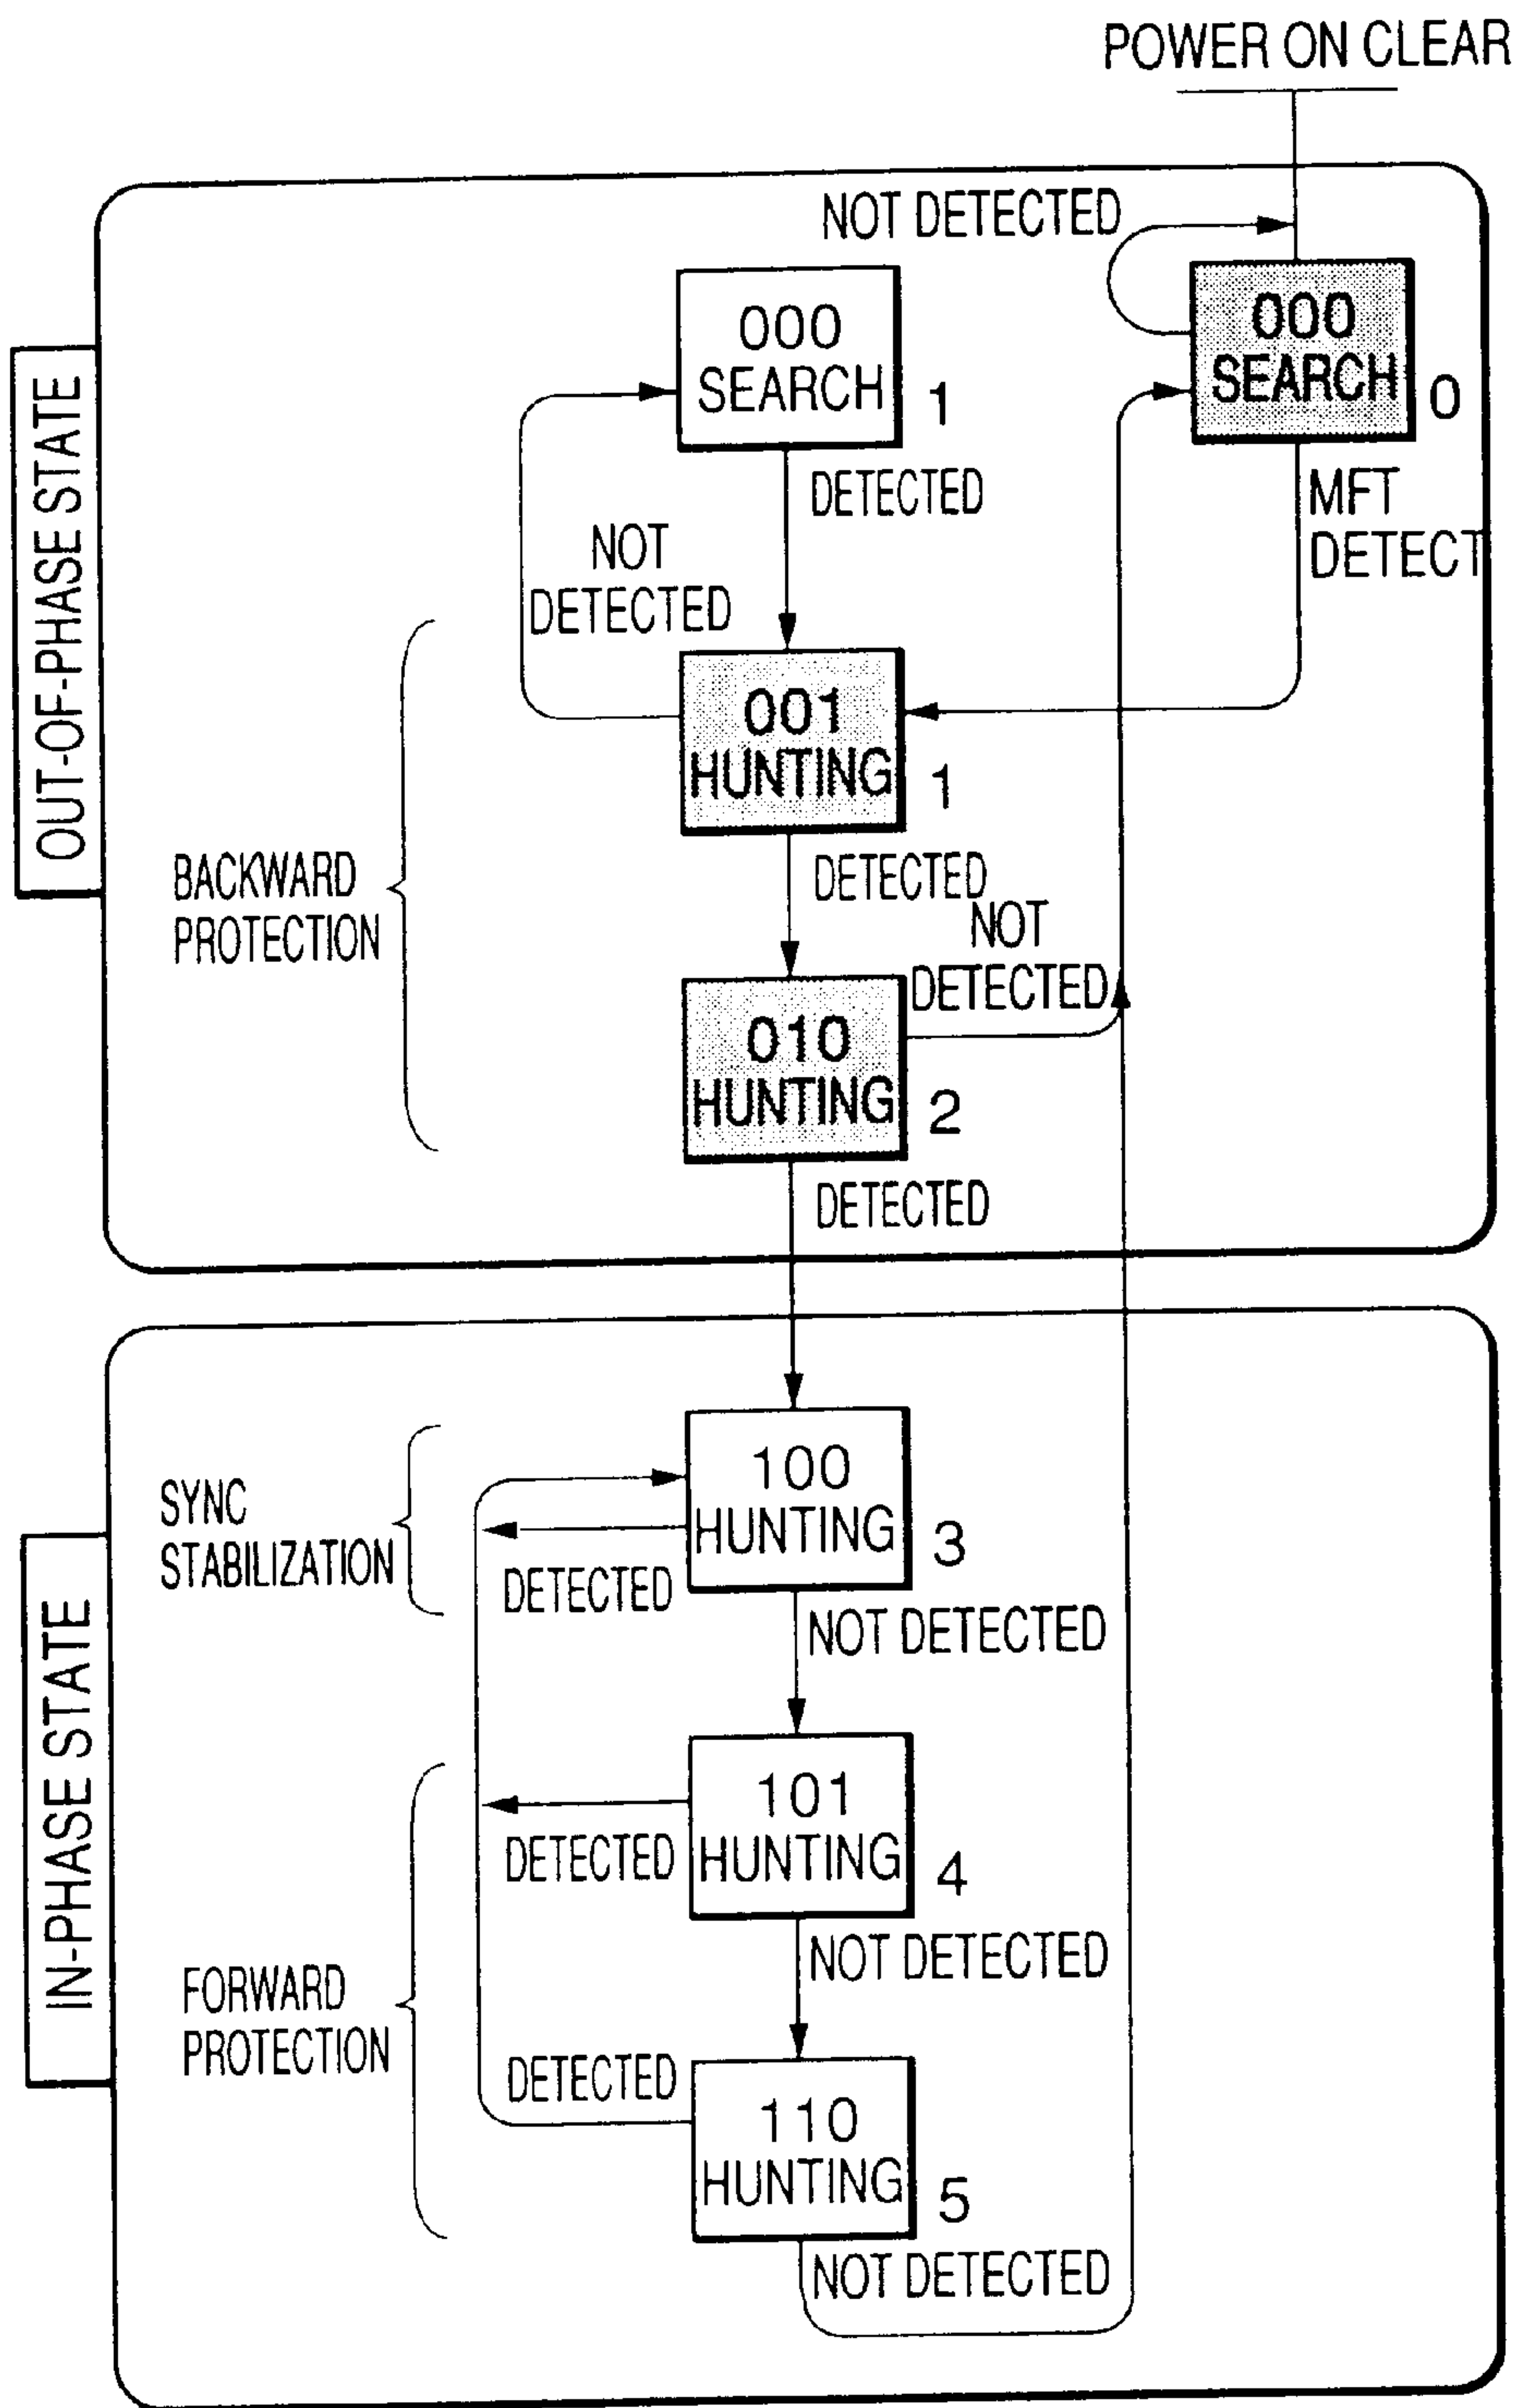 POWER ON CLEAR
OUT-OF-PHASE STATE
NOT DETECTED
000
SEARCH
0
000
SEARCH
1
MFT
DETECT
DETECTED
NOT
DETECTED
001
HUNTING
1
BACKWARD
PROTECTION
DETECTED
NOT
DETECTED
010
HUNTING
2
DETECTED
IN-PHASE STATE
SYNC
STABILIZATION
100
HUNTING
3
DETECTED
NOT DETECTED
101
HUNTING
4
DETECTED
NOT DETECTED
FORWARD
PROTECTION
DETECTED
110
HUNTING
5
NOT DETECTED